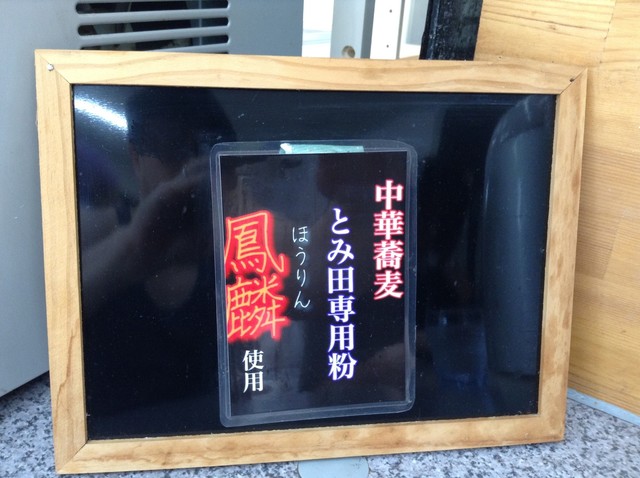 中華蕎麦
とみ田専用粉
ほうりん
鳳麟
使用